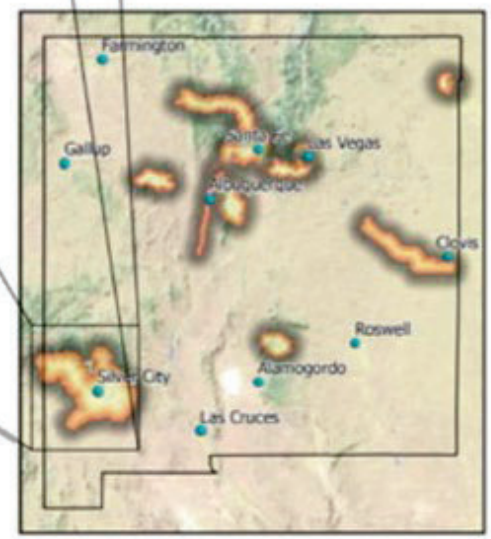 Farmington
Gallup
Santa Fe
Las Vegas
Albuquerque
Clovis
Roswell
Alamogordo
Silver City
Las Cruces